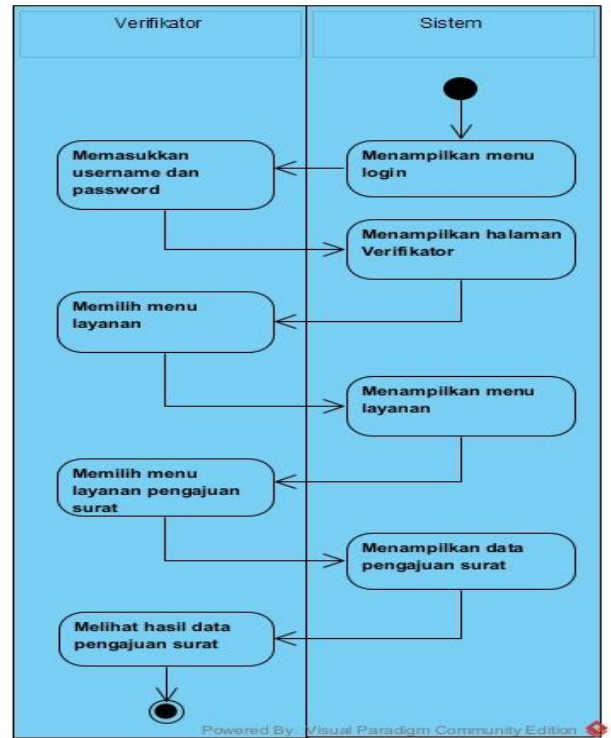 Verifikator
Sistem
Menampilkan menu
login
Memasukkan
username dan
password
Menampilkan halaman
Verifikator
Memilih menu
layanan
Menampilkan menu
layanan
Memilih menu
layanan pengajuan
surat
Menampilkan data
pengajuan surat
Melihat hasil data
pengajuan surat
Powered By: Visual Paradigm Community Edition